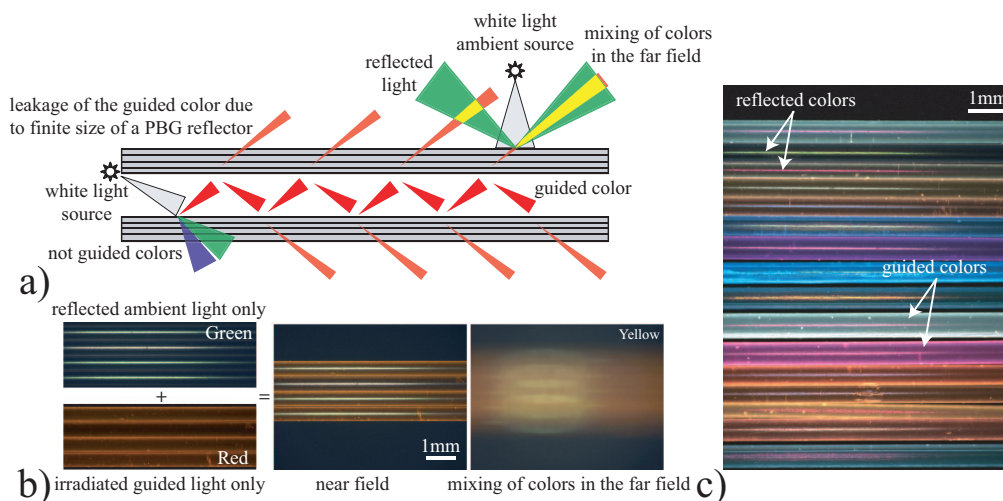 white light
ambient source
mixing of colors
in the far field
reflected
light
leakage of the guided color due
to finite size of a PBG reflector
white light
source
guided color
not guided colors
a)
reflected ambient light only
Green
+
Red
irradiated guided light only
=
1mm
near field
Yellow
mixing of colors in the far field
b)
1mm
reflected colors
guided colors
c)